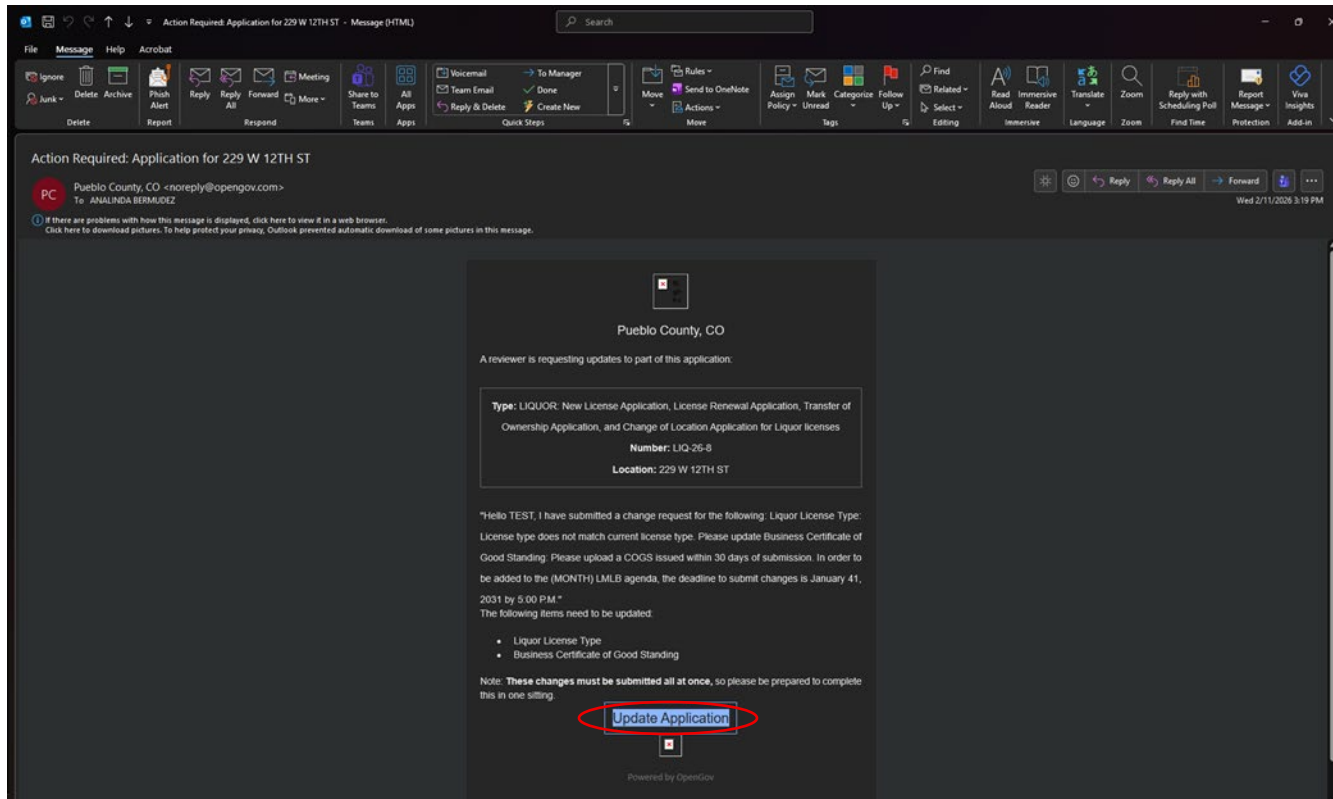 Action Required: Application for 229 W 12TH ST - Message (HTML)
Search
File Message Help Acrobat
Ignore
Junk
Delete
Archive
Phish Alert
Reply
Reply All
Forward
Meeting
More
Share to Teams
All Apps
Voicemail
To Manager
Team Email
Done
Reply & Delete
Create New
Move
Rules
Send to OneNote
Actions
Assign Policy
Mark Unread
Categorize
Follow Up
Find
Related
Select
Read Aloud
Immersive Reader
Translate
Zoom
Reply with Scheduling Poll
Report Message
Viva Insights
Delete Report Respond Teams Apps Quick Steps Move Tags Editing Immersive Language Zoom Find Time Protection Add-in
Action Required: Application for 229 W 12TH ST
PC
Pueblo County, CO <noreply@opengov.com>
To ANALINDA BERMUDEZ
Reply Reply All Forward
Wed 2/11/2026 3:19 PM
If there are problems with how this message is displayed, click here to view it in a web browser.
Click here to download pictures. To help protect your privacy, Outlook prevented automatic download of some pictures in this message.
Pueblo County, CO
A reviewer is requesting updates to part of this application:
Type: LIQUOR: New License Application, License Renewal Application, Transfer of
Ownership Application, and Change of Location Application for Liquor licenses
Number: LIQ-26-8
Location: 229 W 12TH ST
"Hello TEST, I have submitted a change request for the following: Liquor License Type:
License type does not match current license type. Please update Business Certificate of
Good Standing: Please upload a COGS issued within 30 days of submission. In order to
be added to the (MONTH) LMLB agenda, the deadline to submit changes is January 41,
2031 by 5:00 P.M."
The following items need to be updated:
• Liquor License Type
• Business Certificate of Good Standing
Note: These changes must be submitted all at once, so please be prepared to complete
this in one sitting.
Update Application
Powered by OpenGov